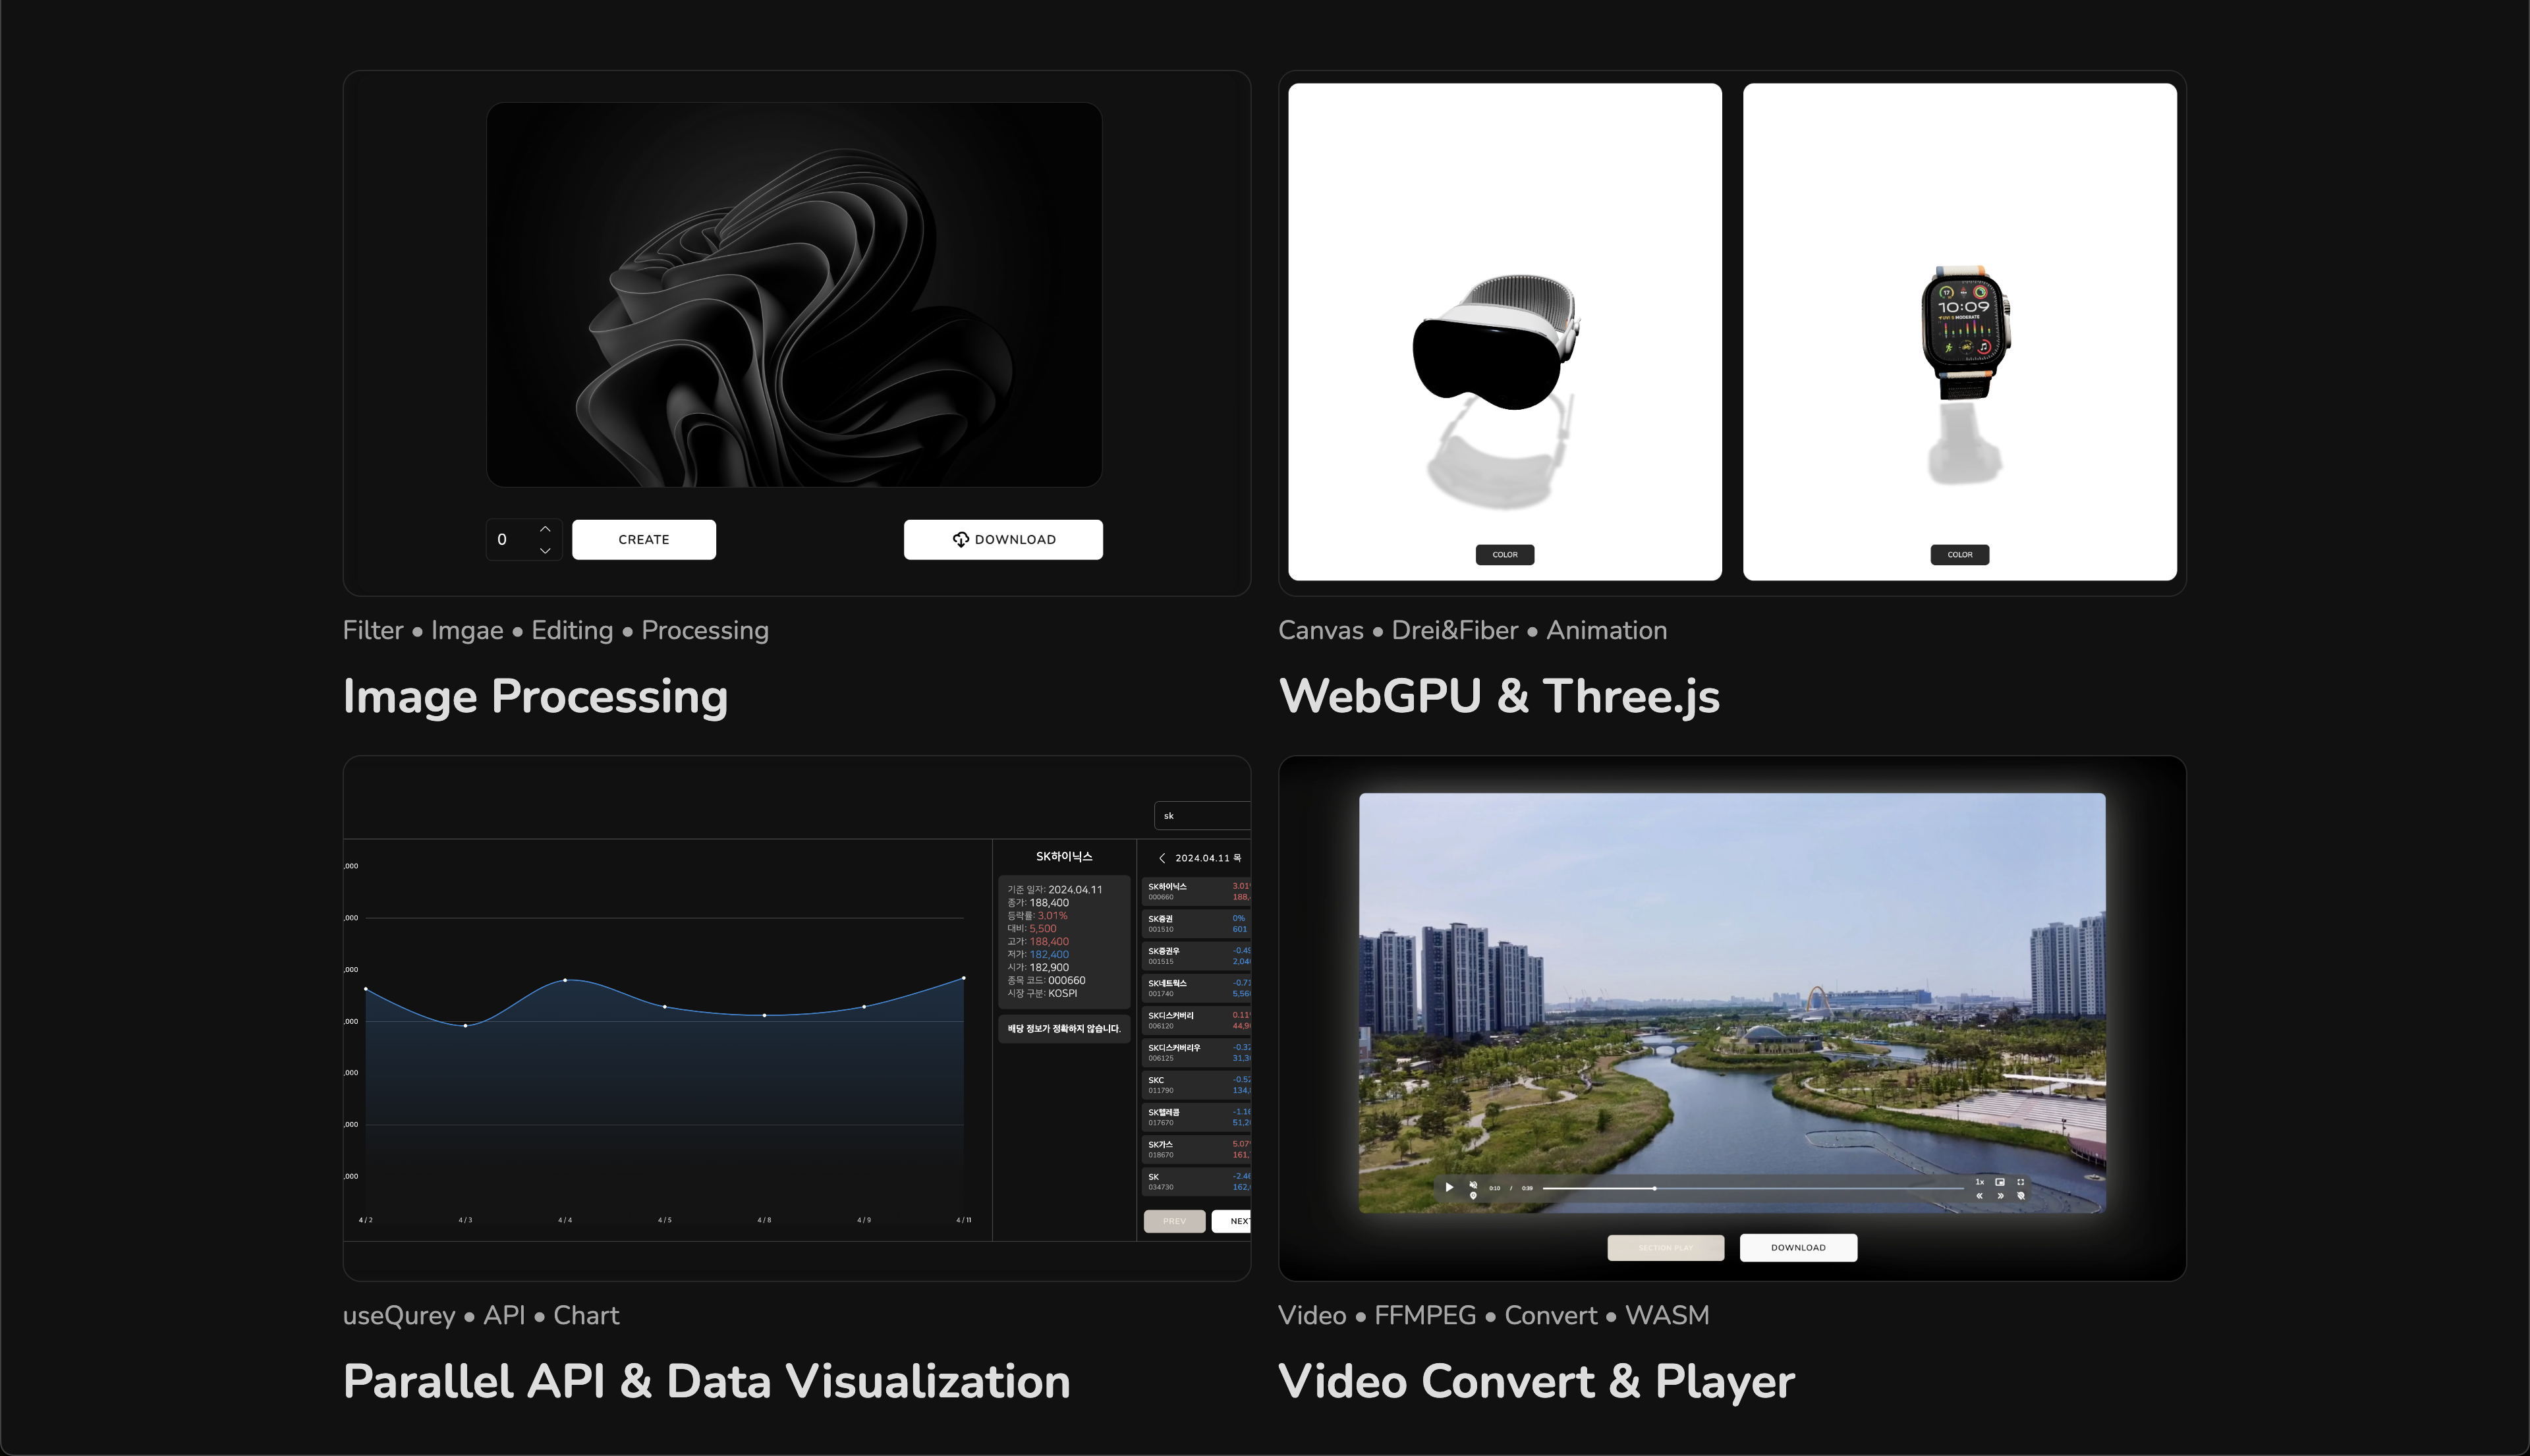 0
CREATE
DOWNLOAD
10:09
COLOR
COLOR
Filter ● Imgae ● Editing ● Processing
Image Processing
Canvas ● Drei&Fiber ● Animation
WebGPU & Three.js
sk
,000
,000
,000
,000
,000
,000
,000
4 / 2
4 / 3
4 / 4
4 / 5
4 / 8
4 / 9
4 / 11
SK하이닉스
기준 일자: 2024.04.11
종가: 188,400
등락률: 3.01%
대비: 5,500
고가: 188,400
저가: 182,400
시가: 182,900
종목 코드: 000660
시장 구분: KOSPI
배당 정보가 정확하지 않습니다.
2024.04.11 목
SK하이닉스 3.01
000660 188,
SK증권 0%
001510 601
SK증권우 -0.4
001515 2,04
SK네트웍스 -0.7
001740 5,56
SK디스커버리 0.11
006120 44,9
SK디스커버리우 -0.3
006125 31,3
SKC -0.5
011790 134,
SK텔레콤 -1.1
017670 51,2
SK가스 5.07
018670 161,
SK -2.4
034730 162,
PREV
NEXT
0:10 / 0:38
1x
SECTION PLAY
DOWNLOAD
useQurey ● API ● Chart
Parallel API & Data Visualization
Video ● FFMPEG ● Convert ● WASM
Video Convert & Player